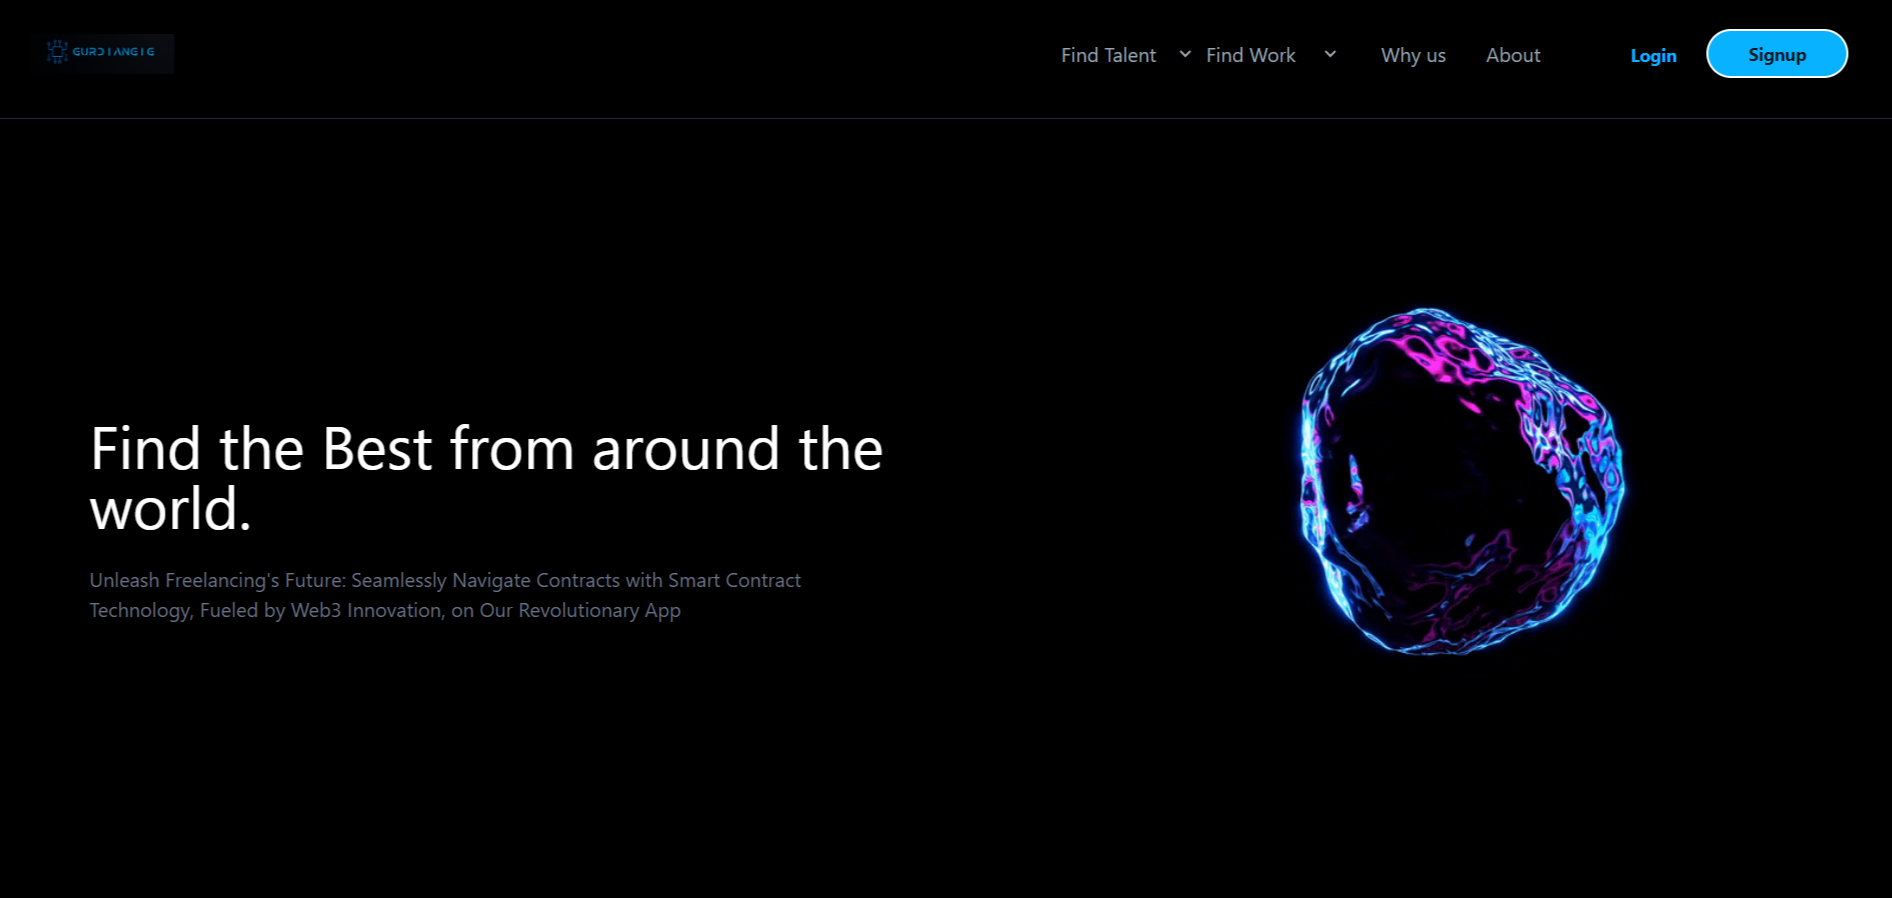 GURDIANGIG
Find Talent Find Work Why us About Login Signup
Find the Best from around the
world.
Unleash Freelancing's Future: Seamlessly Navigate Contracts with Smart Contract
Technology, Fueled by Web3 Innovation, on Our Revolutionary App